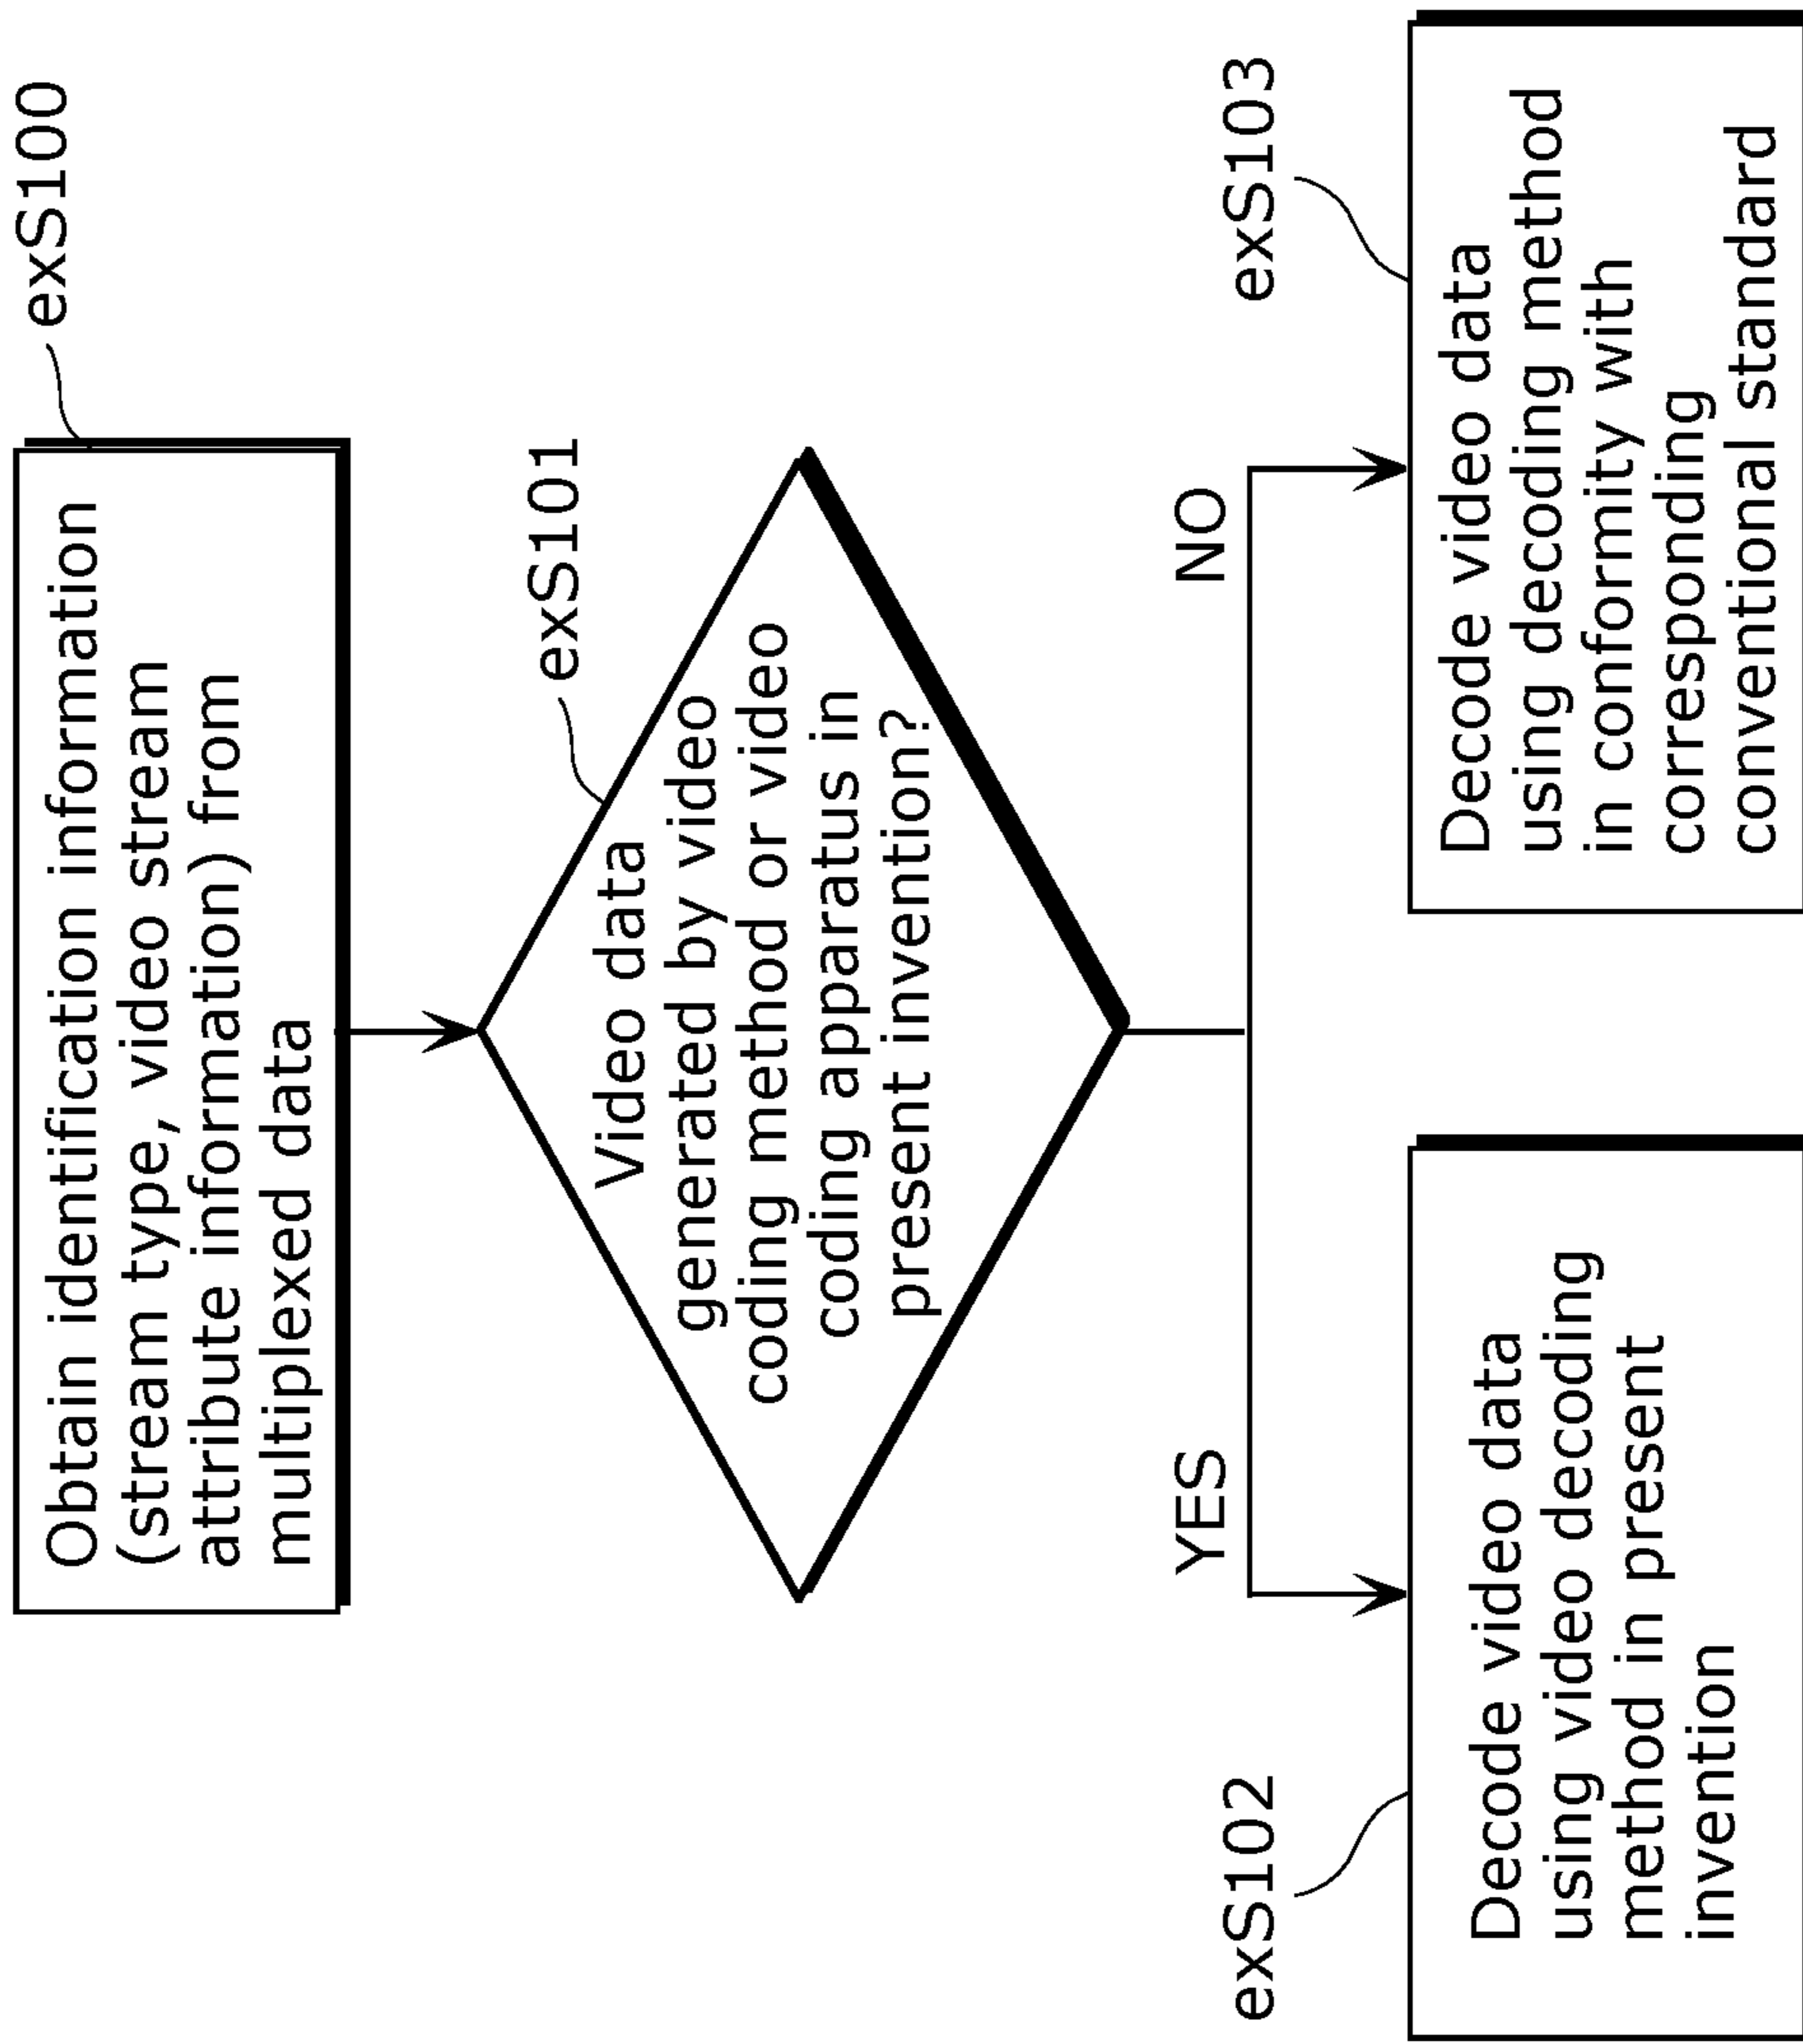 exS100
Obtain identification information
(stream type, video stream
attribute information) from
multiplexed data
exS101
Video data
generated by video
coding method or video
coding apparatus in
present invention?
YES
NO
exS102
Decode video data
using video decoding
method in present
invention
exS103
Decode video data
using decoding method
in conformity with
corresponding
conventional standard